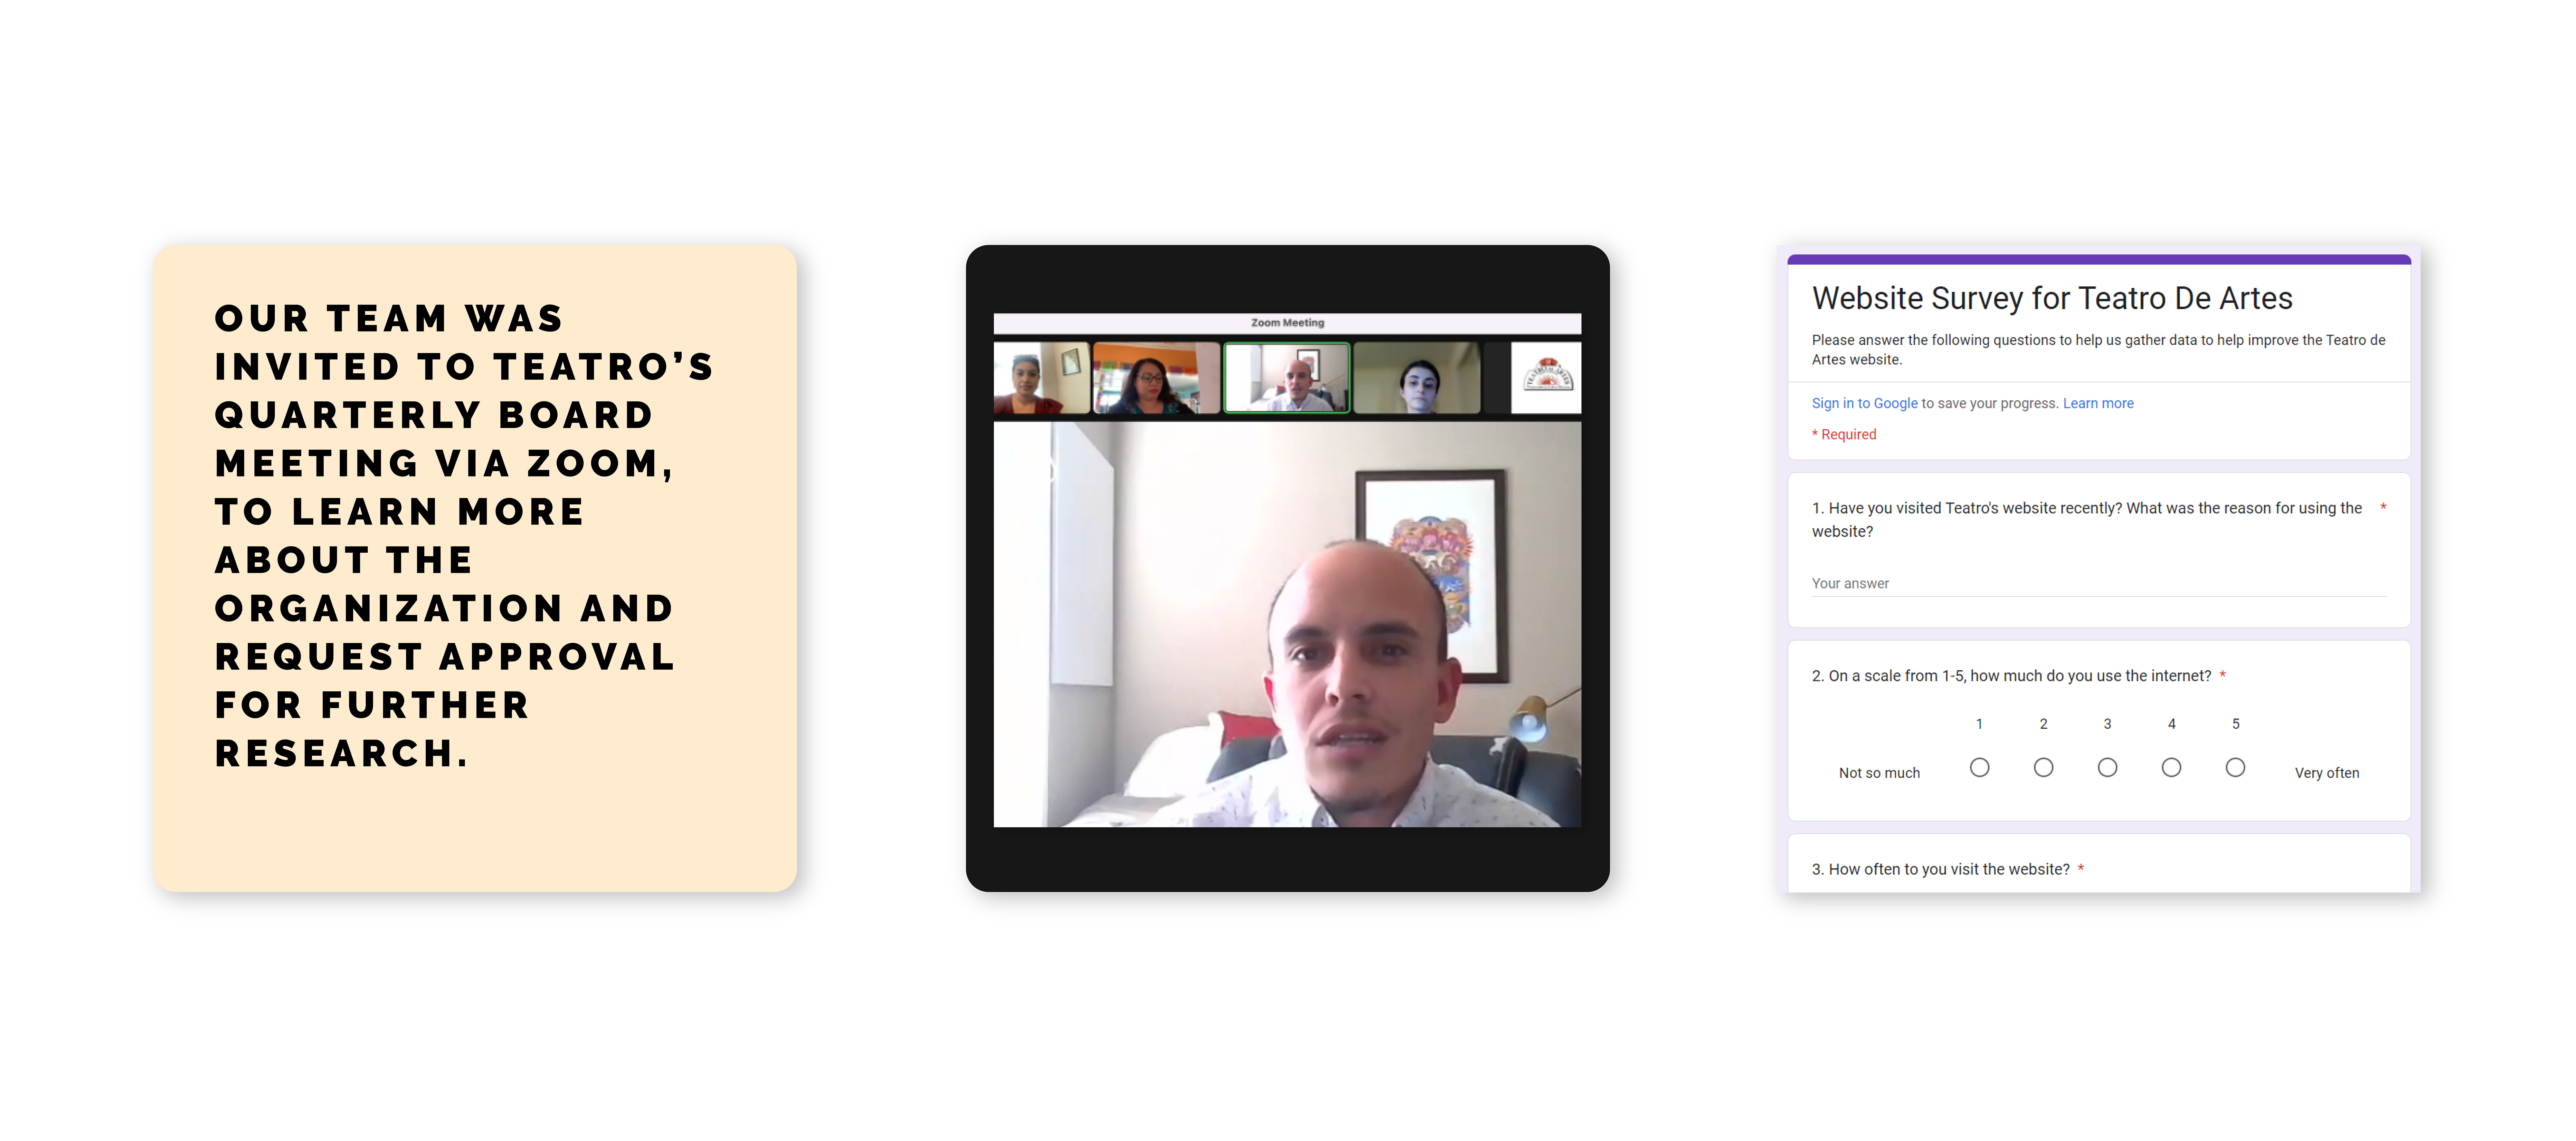 OUR TEAM WAS
INVITED TO TEATRO'S
QUARTERLY BOARD
MEETING VIA ZOOM,
TO LEARN MORE
ABOUT THE
ORGANIZATION AND
REQUEST APPROVAL
FOR FURTHER
RESEARCH.
Zoom Meeting
TEATRO DE ARTES
Website Survey for Teatro De Artes
Please answer the following questions to help us gather data to help improve the Teatro de
Artes website.
Sign in to Google to save your progress. Learn more
* Required
1. Have you visited Teatro's website recently? What was the reason for using the *
website?
Your answer
2. On a scale from 1-5, how much do you use the internet? *
1 2 3 4 5
Not so much Very often
3. How often to you visit the website? *